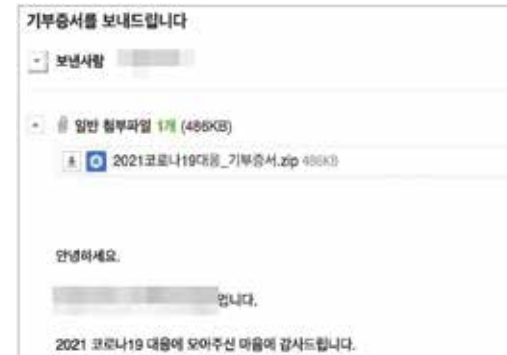 기부증서를 보내드립니다
보낸사람
일반 첨부파일 1개 (486KB)
2021코로나19대응_기부증서.zip 486KB
안녕하세요.
입니다.
2021 코로나19 대응에 모아주신 마음에 감사드립니다.